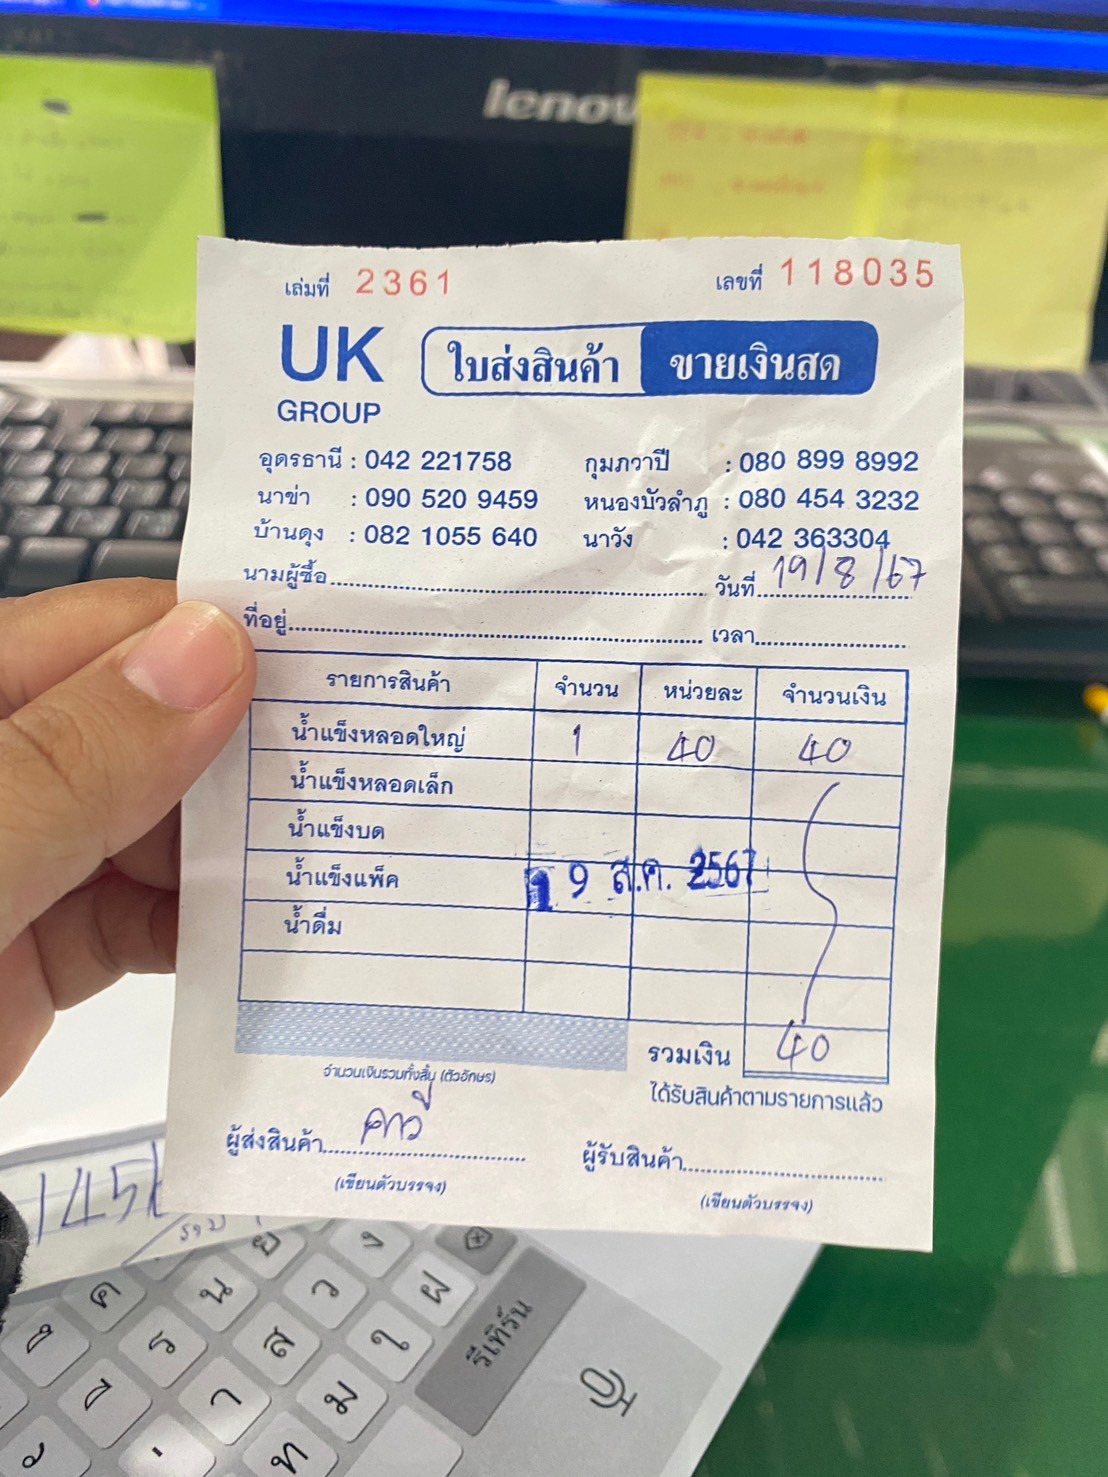 lenov
เล่มที่ 2361 เลขที่ 118035
UK GROUP
ใบส่งสินค้า ขายเงินสด
อุดรธานี : 042 221758 กุมภวาปี : 080 899 8992
นาข่า : 090 520 9459 หนองบัวลำภู : 080 454 3232
บ้านดุง : 082 1055 640 นาวัง : 042 363304
นามผู้ซื้อ วันที่ 19/8/67
ที่อยู่ เวลา
รายการสินค้า จำนวน หน่วยละ จำนวนเงิน
น้ำแข็งหลอดใหญ่ 1 40 40
น้ำแข็งหลอดเล็ก
น้ำแข็งบด
น้ำแข็งแพ็ค
19 ส.ค. 2567
น้ำดื่ม
รวมเงิน 40
จำนวนเงินรวมทั้งสิ้น (ตัวอักษร)
ได้รับสินค้าตามรายการแล้ว
ผู้ส่งสินค้า คาวี ผู้รับสินค้า
(เขียนตัวบรรจง) (เขียนตัวบรรจง)
1451
รีเทิร์น